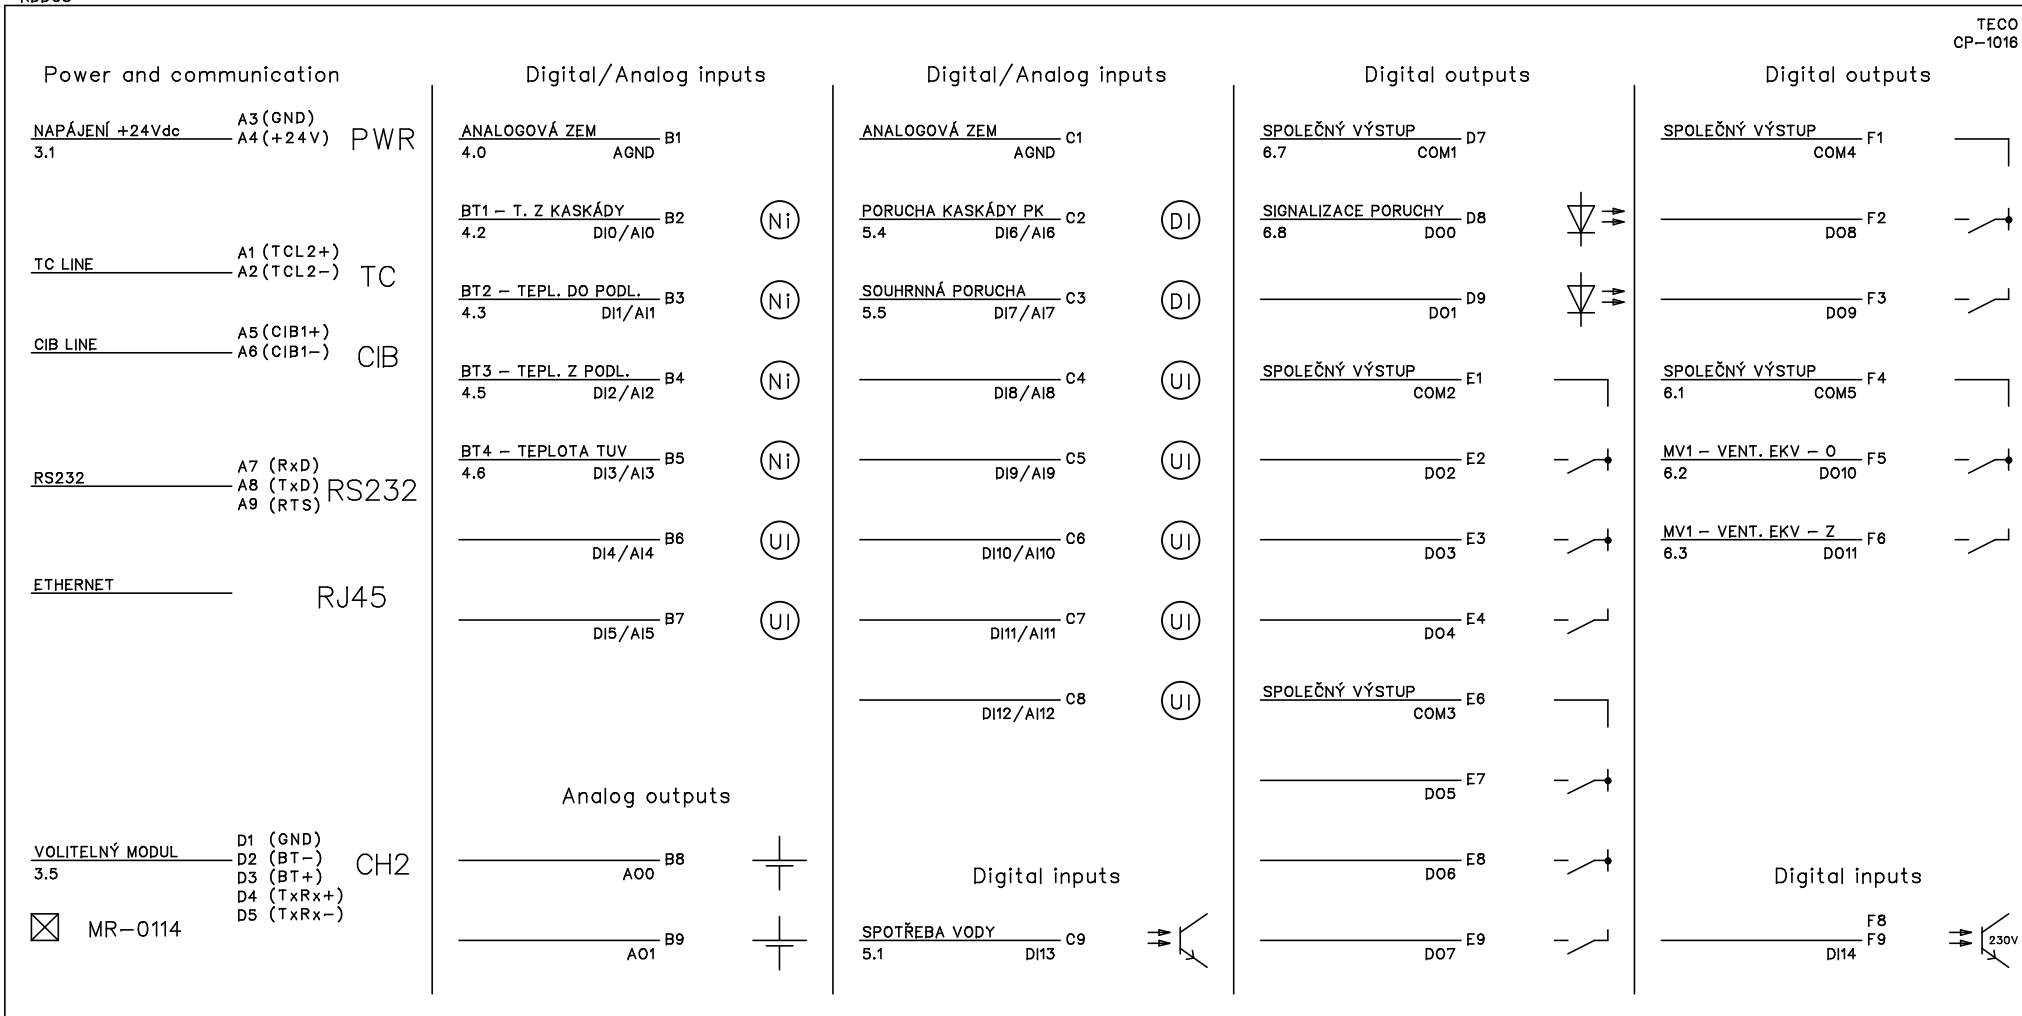 TECO
CP-1016
Power and communication
NAPÁJENÍ +24Vdc
3.1
A3 (GND)
A4 (+24V)
PWR
TC LINE
A1 (TCL2+)
A2 (TCL2-)
TC
CIB LINE
A5 (CIB1+)
A6 (CIB1-)
CIB
RS232
A7 (RxD)
A8 (TxD)
A9 (RTS)
RS232
ETHERNET
RJ45
VOLITELNÝ MODUL
3.5
D1 (GND)
D2 (BT-)
D3 (BT+)
D4 (TxRx+)
D5 (TxRx-)
CH2
MR-0114
Digital/Analog inputs
ANALOGOVÁ ZEM B1
4.0 AGND
BT1 - T. Z KASKÁDY B2
4.2 DI0/AI0
Ni
BT2 - TEPL. DO PODL. B3
4.3 DI1/AI1
Ni
BT3 - TEPL. Z PODL. B4
4.5 DI2/AI2
Ni
BT4 - TEPLOTA TUV B5
4.6 DI3/AI3
Ni
B6
DI4/AI4
UI
B7
DI5/AI5
UI
Analog outputs
B8
AO0
B9
AO1
Digital/Analog inputs
ANALOGOVÁ ZEM C1
AGND
PORUCHA KASKÁDY PK C2
5.4 DI6/AI6
DI
SOUHRNNÁ PORUCHA C3
5.5 DI7/AI7
DI
C4
DI8/AI8
UI
C5
DI9/AI9
UI
C6
DI10/AI10
UI
C7
DI11/AI11
UI
C8
DI12/AI12
UI
Digital inputs
SPOTŘEBA VODY C9
5.1 DI13
Digital outputs
SPOLEČNÝ VÝSTUP D7
6.7 COM1
SIGNALIZACE PORUCHY D8
6.8 DO0
D9
DO1
SPOLEČNÝ VÝSTUP E1
COM2
E2
DO2
E3
DO3
E4
DO4
SPOLEČNÝ VÝSTUP E6
COM3
E7
DO5
E8
DO6
E9
DO7
Digital outputs
SPOLEČNÝ VÝSTUP F1
COM4
F2
DO8
F3
DO9
SPOLEČNÝ VÝSTUP F4
6.1 COM5
MV1 - VENT. EKV - O F5
6.2 DO10
MV1 - VENT. EKV - Z F6
6.3 DO11
Digital inputs
F8
F9
DI14
230V